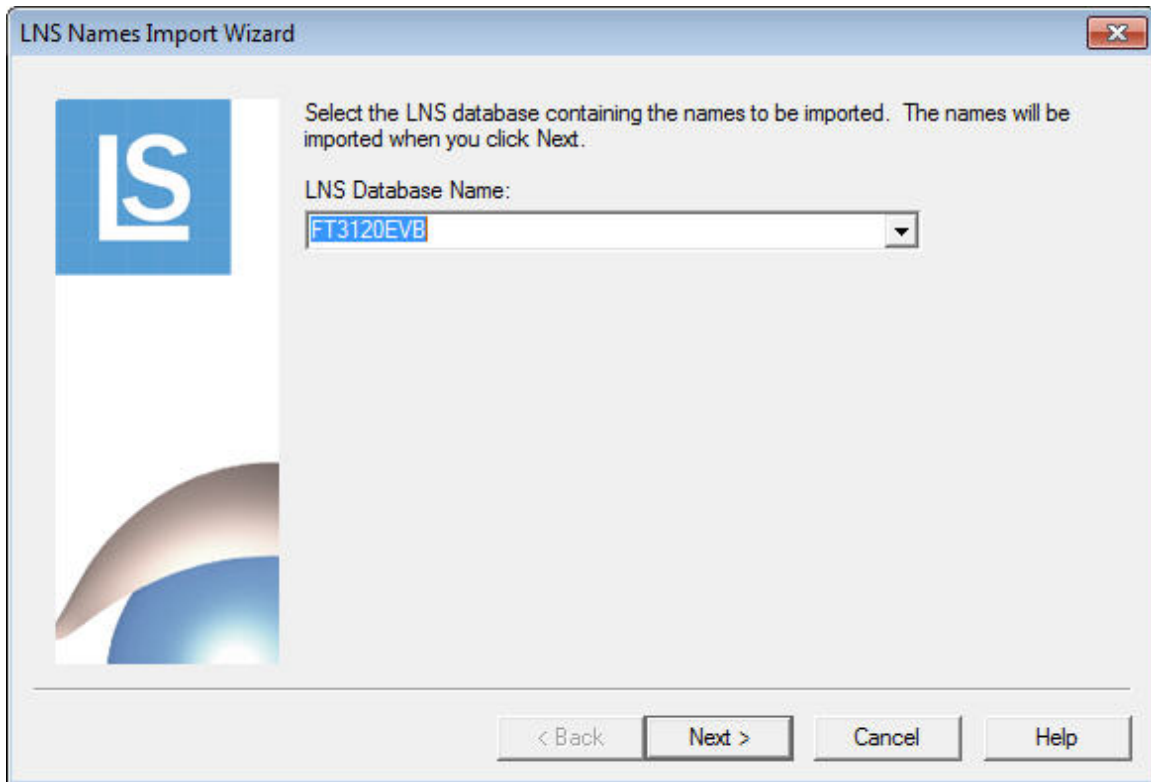 LNS Names Import Wizard
LS
Select the LNS database containing the names to be imported.  The names will be
imported when you click Next.
LNS Database Name:
FT3120EVB
< Back
Next >
Cancel
Help